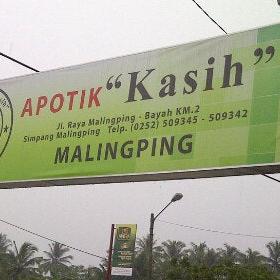 APOTIK "Kasih"
Jl. Raya Malingping - Bayah KM.2
Simpang Malingping Telp. (0252) 509345 - 509342
MALINGPING